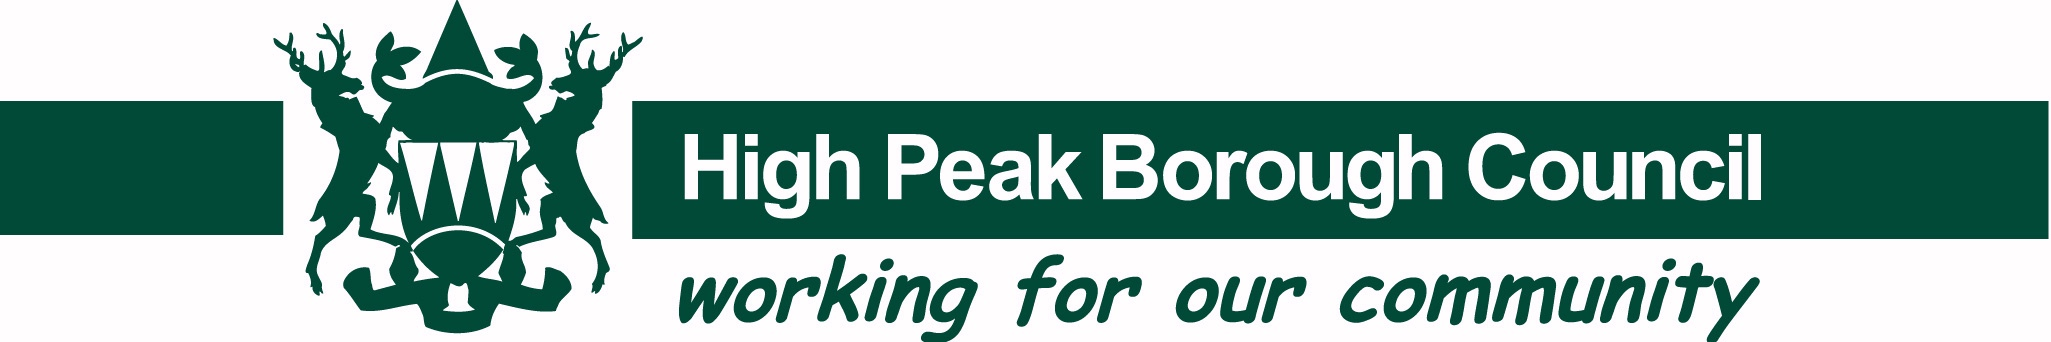 High Peak Borough Council
working for our community